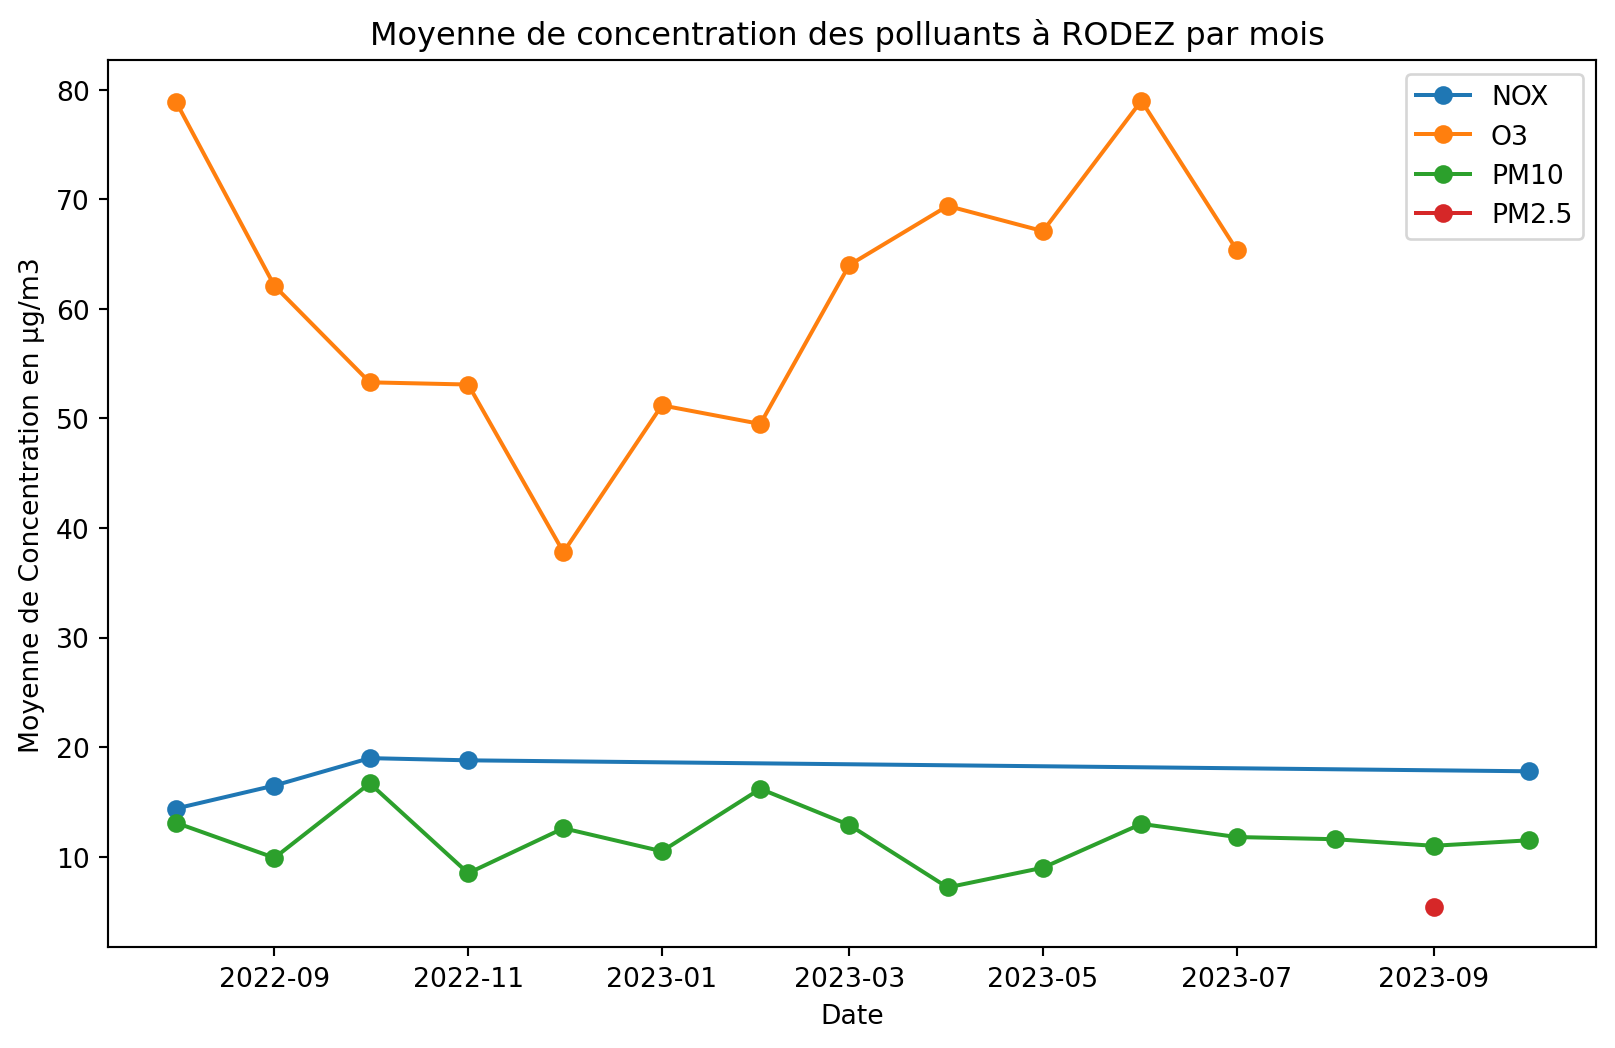 Moyenne de concentration des polluants à RODEZ par mois
NOX
O3
PM10
PM2.5
80
70
60
50
40
30
20
10
Moyenne de Concentration en µg/m3
2022-09
2022-11
2023-01
2023-03
2023-05
2023-07
2023-09
Date